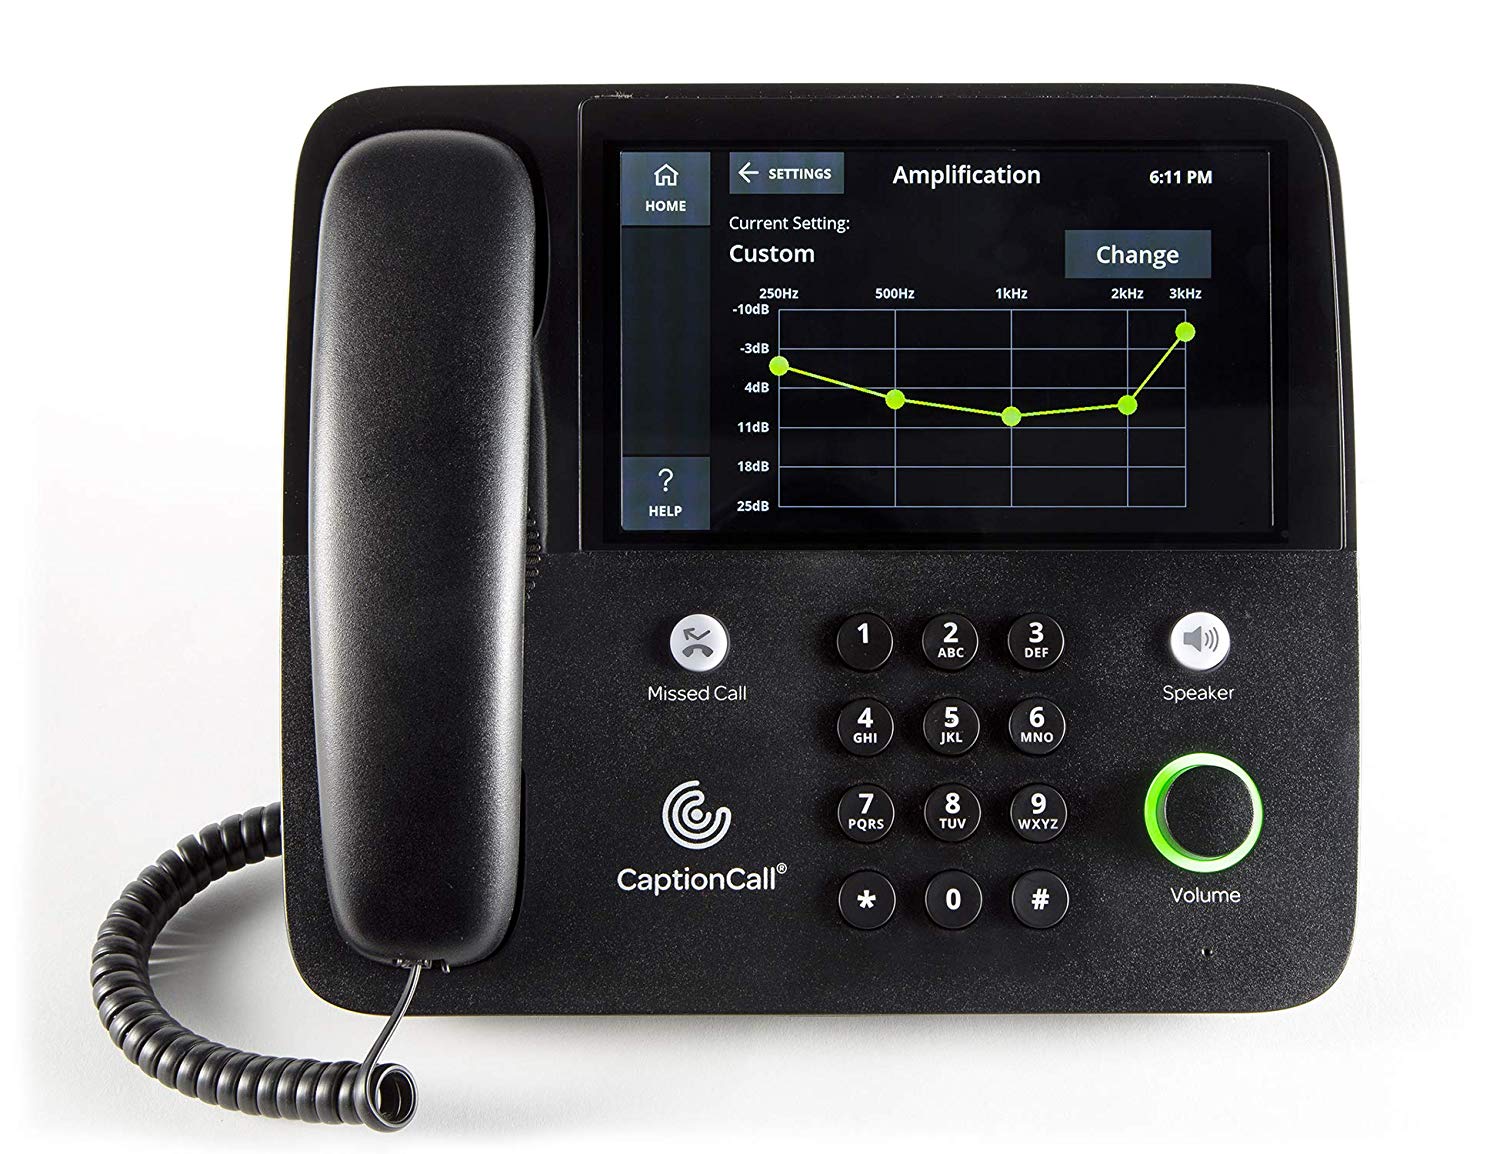 HOME
SETTINGS
Amplification
6:11 PM
Current Setting:
Custom
Change
250Hz 500Hz 1kHz 2kHz 3kHz
-10dB
-3dB
4dB
11dB
18dB
25dB
?
HELP
Missed Call
1
2 ABC
3 DEF
Speaker
4 GHI
5 JKL
6 MNO
7 PQRS
8 TUV
9 WXYZ
CaptionCall®
*
0
#
Volume